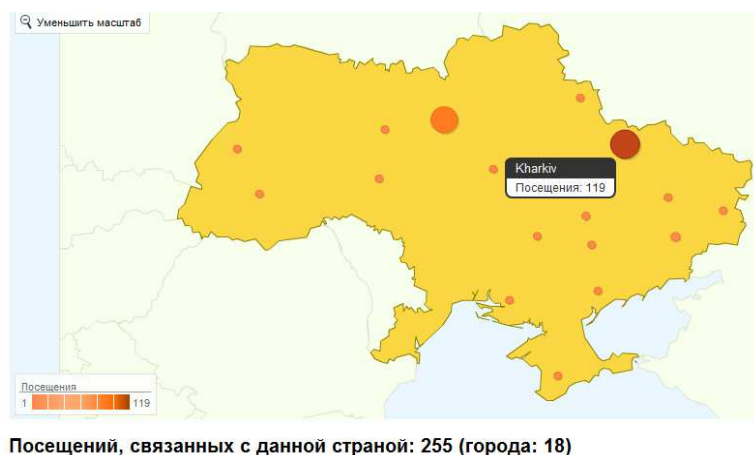 Уменьшить масштаб
Kharkiv
Посещения: 119
Посещения
1 119
Посещений, связанных с данной страной: 255 (города: 18)